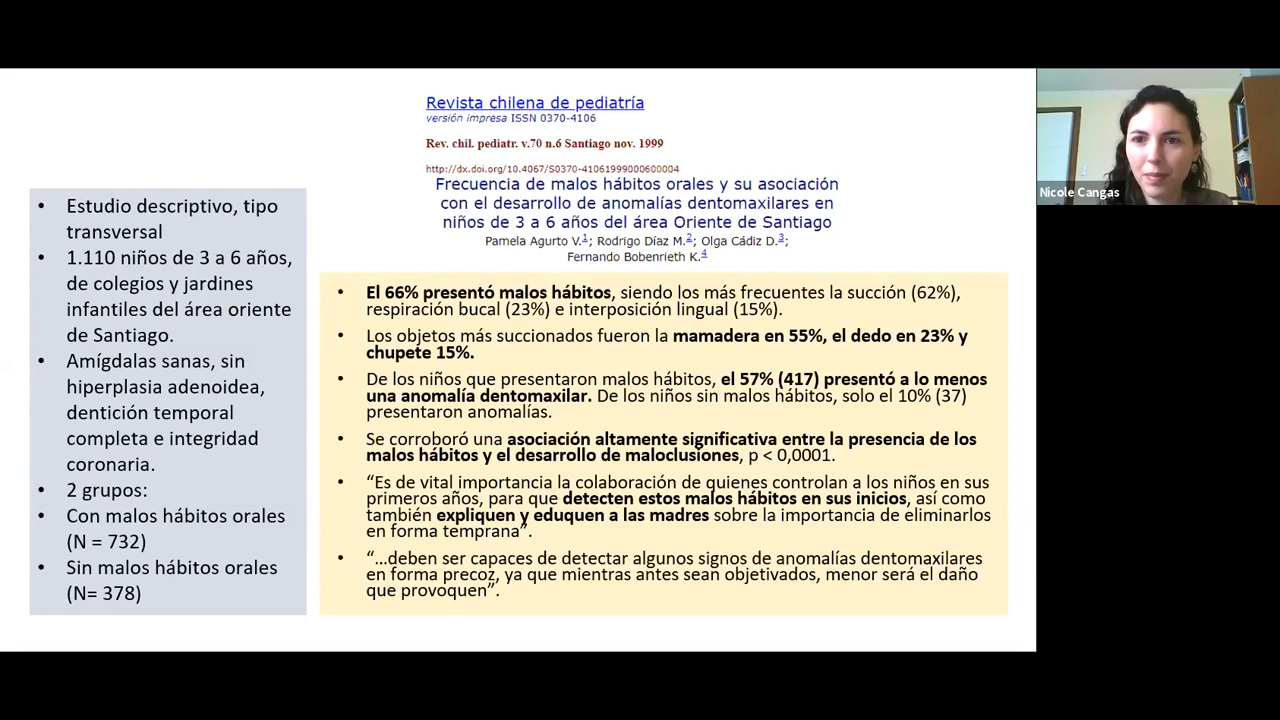 Revista chilena de pediatría
versión impresa ISSN 0370-4106
Rev. chil. pediatr. v.70 n.6 Santiago nov. 1999
http://dx.doi.org/10.4067/S0370-41061999000600004
Frecuencia de malos hábitos orales y su asociación
con el desarrollo de anomalías dentomaxilares en
niños de 3 a 6 años del área Oriente de Santiago
Pamela Agurto V.1; Rodrigo Díaz M.2; Olga Cádiz D.3;
Fernando Bobenrieth K.4
• Estudio descriptivo, tipo
transversal
• 1.110 niños de 3 a 6 años,
de colegios y jardines
infantiles del área oriente
de Santiago.
• Amígdalas sanas, sin
hiperplasia adenoidea,
dentición temporal
completa e integridad
coronaria.
• 2 grupos:
• Con malos hábitos orales
(N = 732)
• Sin malos hábitos orales
(N= 378)
• El 66% presentó malos hábitos, siendo los más frecuentes la succión (62%),
respiración bucal (23%) e interposición lingual (15%).
• Los objetos más succionados fueron la mamadera en 55%, el dedo en 23% y
chupete 15%.
• De los niños que presentaron malos hábitos, el 57% (417) presentó a lo menos
una anomalía dentomaxilar. De los niños sin malos hábitos, solo el 10% (37)
presentaron anomalías.
• Se corroboró una asociación altamente significativa entre la presencia de los
malos hábitos y el desarrollo de maloclusiones, p < 0,0001.
• “Es de vital importancia la colaboración de quienes controlan a los niños en sus
primeros años, para que detecten estos malos hábitos en sus inicios, así como
también expliquen y eduquen a las madres sobre la importancia de eliminarlos
en forma temprana”.
• “…deben ser capaces de detectar algunos signos de anomalías dentomaxilares
en forma precoz, ya que mientras antes sean objetivados, menor será el daño
que provoquen”.
Nicole Cangas